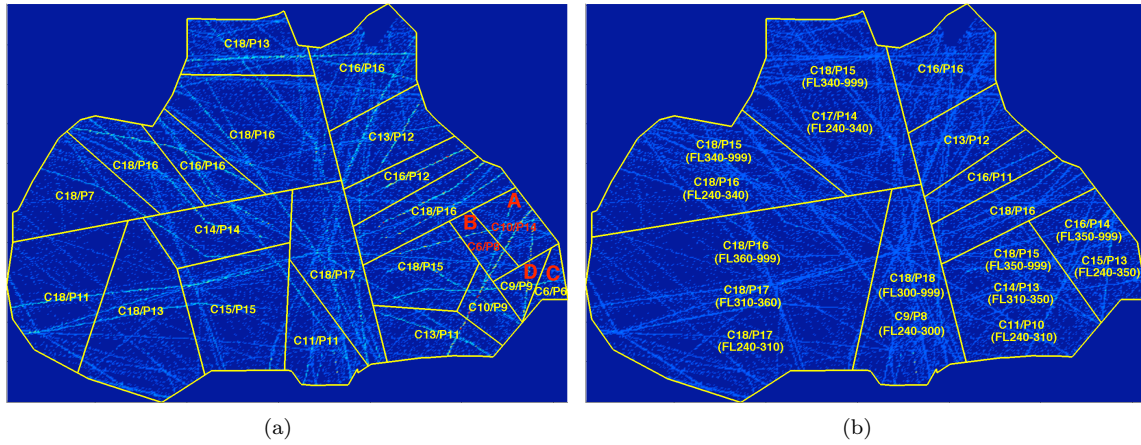 C18/P13
C16/P16
C18/P16
C13/P12
C18/P16
C16/P16
C16/P12
C18/P7
C18/P16
A
B
C14/P14
C6/P6
C18/P15
D
C
C18/P17
C9/P9
C6/P6
C18/P11
C18/P13
C15/P15
C10/P9
C11/P11
C13/P11
(a)
C18/P15
(FL340-999)
C16/P16
C17/P14
(FL240-340)
C13/P12
C18/P15
(FL340-999)
C16/P11
C18/P16
(FL240-340)
C18/P16
C16/P14
(FL350-999)
C18/P16
(FL360-999)
C18/P15
(FL350-999)
C15/P13
(FL240-350)
C18/P18
(FL300-999)
C18/P17
(FL310-360)
C14/P13
(FL310-350)
C9/P8
(FL240-300)
C11/P10
(FL240-310)
C18/P17
(FL240-310)
(b)